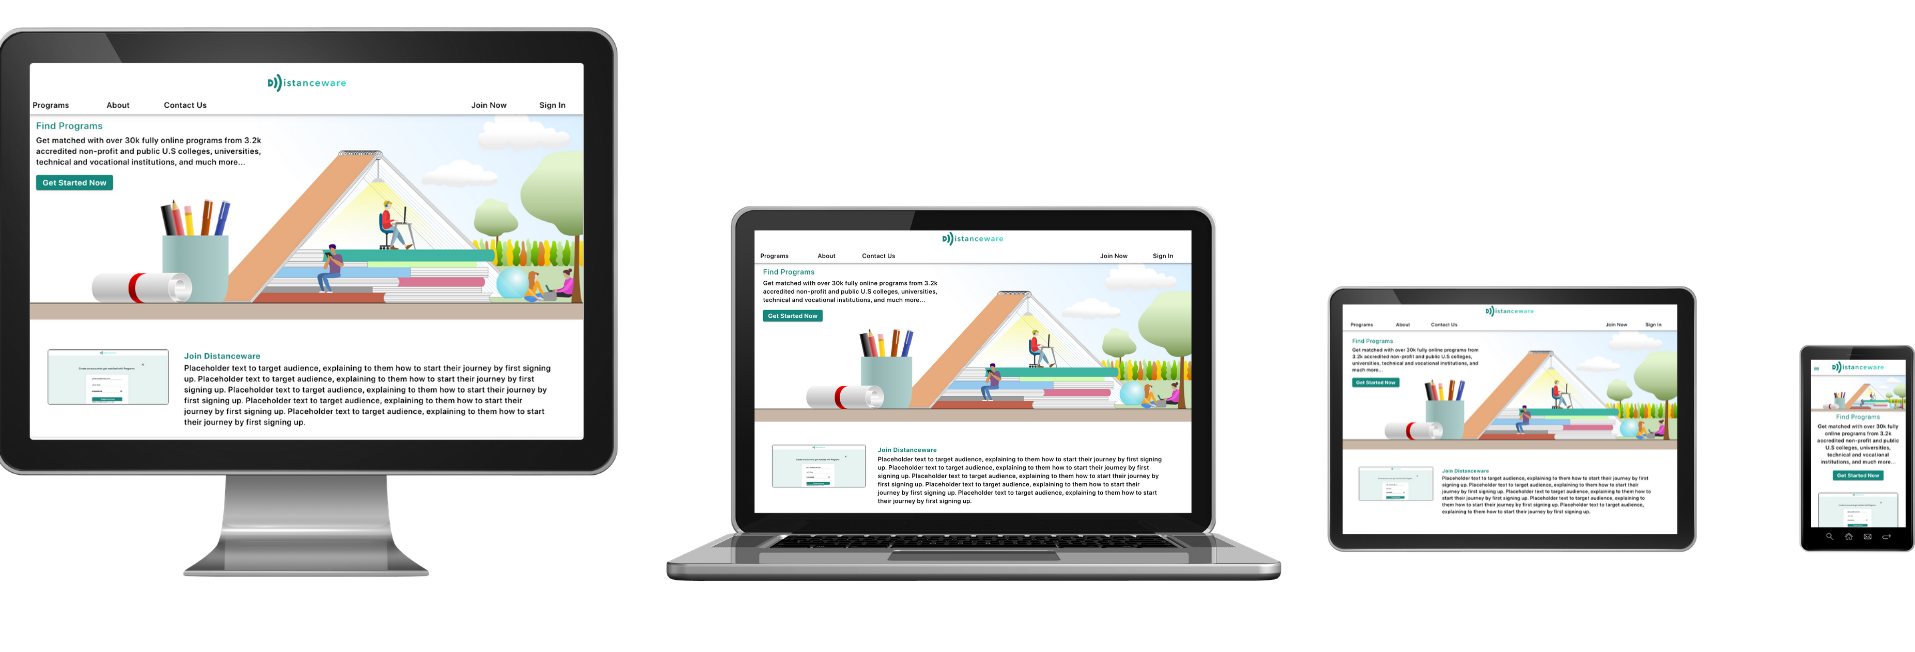 Distanceware
Programs About Contact Us Join Now Sign In
Find Programs
Get matched with over 30k fully online programs from 3.2k
accredited non-profit and public U.S colleges, universities,
technical and vocational institutions, and much more...
Get Started Now
Join Distanceware
Placeholder text to target audience, explaining to them how to start their journey by first signing
up. Placeholder text to target audience, explaining to them how to start their journey by first
signing up. Placeholder text to target audience, explaining to them how to start their journey by
first signing up. Placeholder text to target audience, explaining to them how to start their
journey by first signing up. Placeholder text to target audience, explaining to them how to start
their journey by first signing up.
Distanceware
Programs About Contact Us Join Now Sign In
Find Programs
Get matched with over 30k fully online programs from 3.2k
accredited non-profit and public U.S colleges, universities,
technical and vocational institutions, and much more...
Get Started Now
Join Distanceware
Placeholder text to target audience, explaining to them how to start their journey by first signing
up. Placeholder text to target audience, explaining to them how to start their journey by first
signing up. Placeholder text to target audience, explaining to them how to start their journey by
first signing up. Placeholder text to target audience, explaining to them how to start their
journey by first signing up. Placeholder text to target audience, explaining to them how to start
their journey by first signing up.
Distanceware
Programs About Contact Us Join Now Sign In
Find Programs
Get matched with over 30k fully online programs from
3.2k accredited non-profit and public U.S colleges,
universities, technical and vocational institutions, and
much more...
Get Started Now
Join Distanceware
Placeholder text to target audience, explaining to them how to start their journey by first
signing up. Placeholder text to target audience, explaining to them how to start their
journey by first signing up. Placeholder text to target audience, explaining to them how to
start their journey by first signing up. Placeholder text to target audience, explaining to
them how to start their journey by first signing up. Placeholder text to target audience,
explaining to them how to start their journey by first signing up.
Distanceware
Find Programs
Get matched with over 30k fully
online programs from 3.2k
accredited non-profit and public
U.S colleges, universities,
technical and vocational
institutions, and much more...
Get Started Now